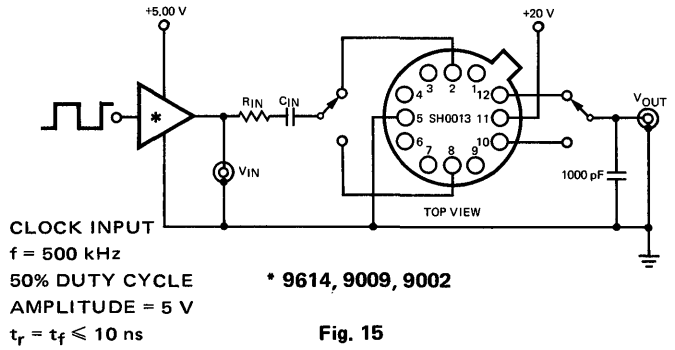 +5.00 V
+20 V
RIN
CIN
*
3
2
1
4
12
VOUT
5
SH0013
11
6
10
7
8
9
VIN
1000 pF
TOP VIEW
CLOCK INPUT
f = 500 kHz
50% DUTY CYCLE
* 9614, 9009, 9002
AMPLITUDE = 5 V
tr = tf ⩽ 10 ns
Fig. 15